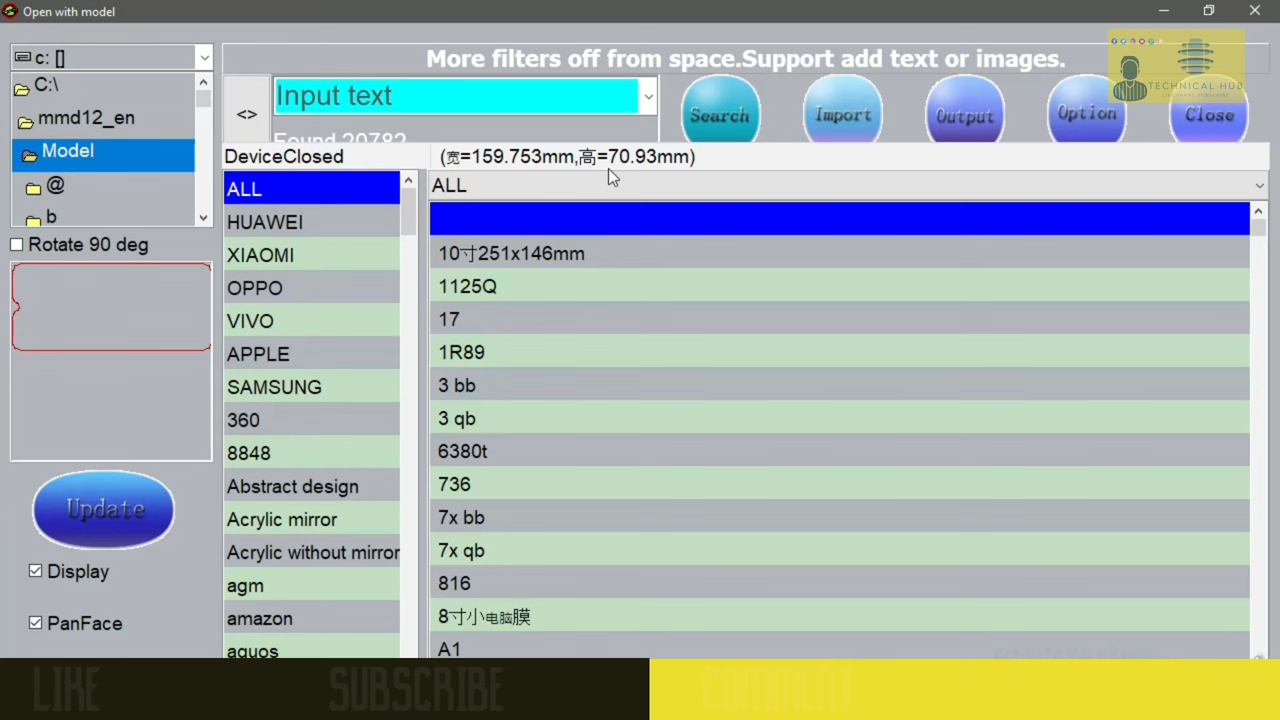 Open with model
c: []
C:\
mmd12_en
Model
@
b
Rotate 90 deg
Update
Display
PanFace
More filters off from space.Support add text or images.
<>
Input text
Found 20782
Search
Import
Output
Option
Close
TECHNICAL HUB
DeviceClosed
(宽=159.753mm,高=70.93mm)
ALL
HUAWEI
XIAOMI
OPPO
VIVO
APPLE
SAMSUNG
360
8848
Abstract design
Acrylic mirror
Acrylic without mirror
agm
amazon
aquos
ALL
10寸251x146mm
1125Q
17
1R89
3 bb
3 qb
6380t
736
7x bb
7x qb
816
8寸小电脑膜
A1
LIKE
SUBSCRIBE
COMMENT